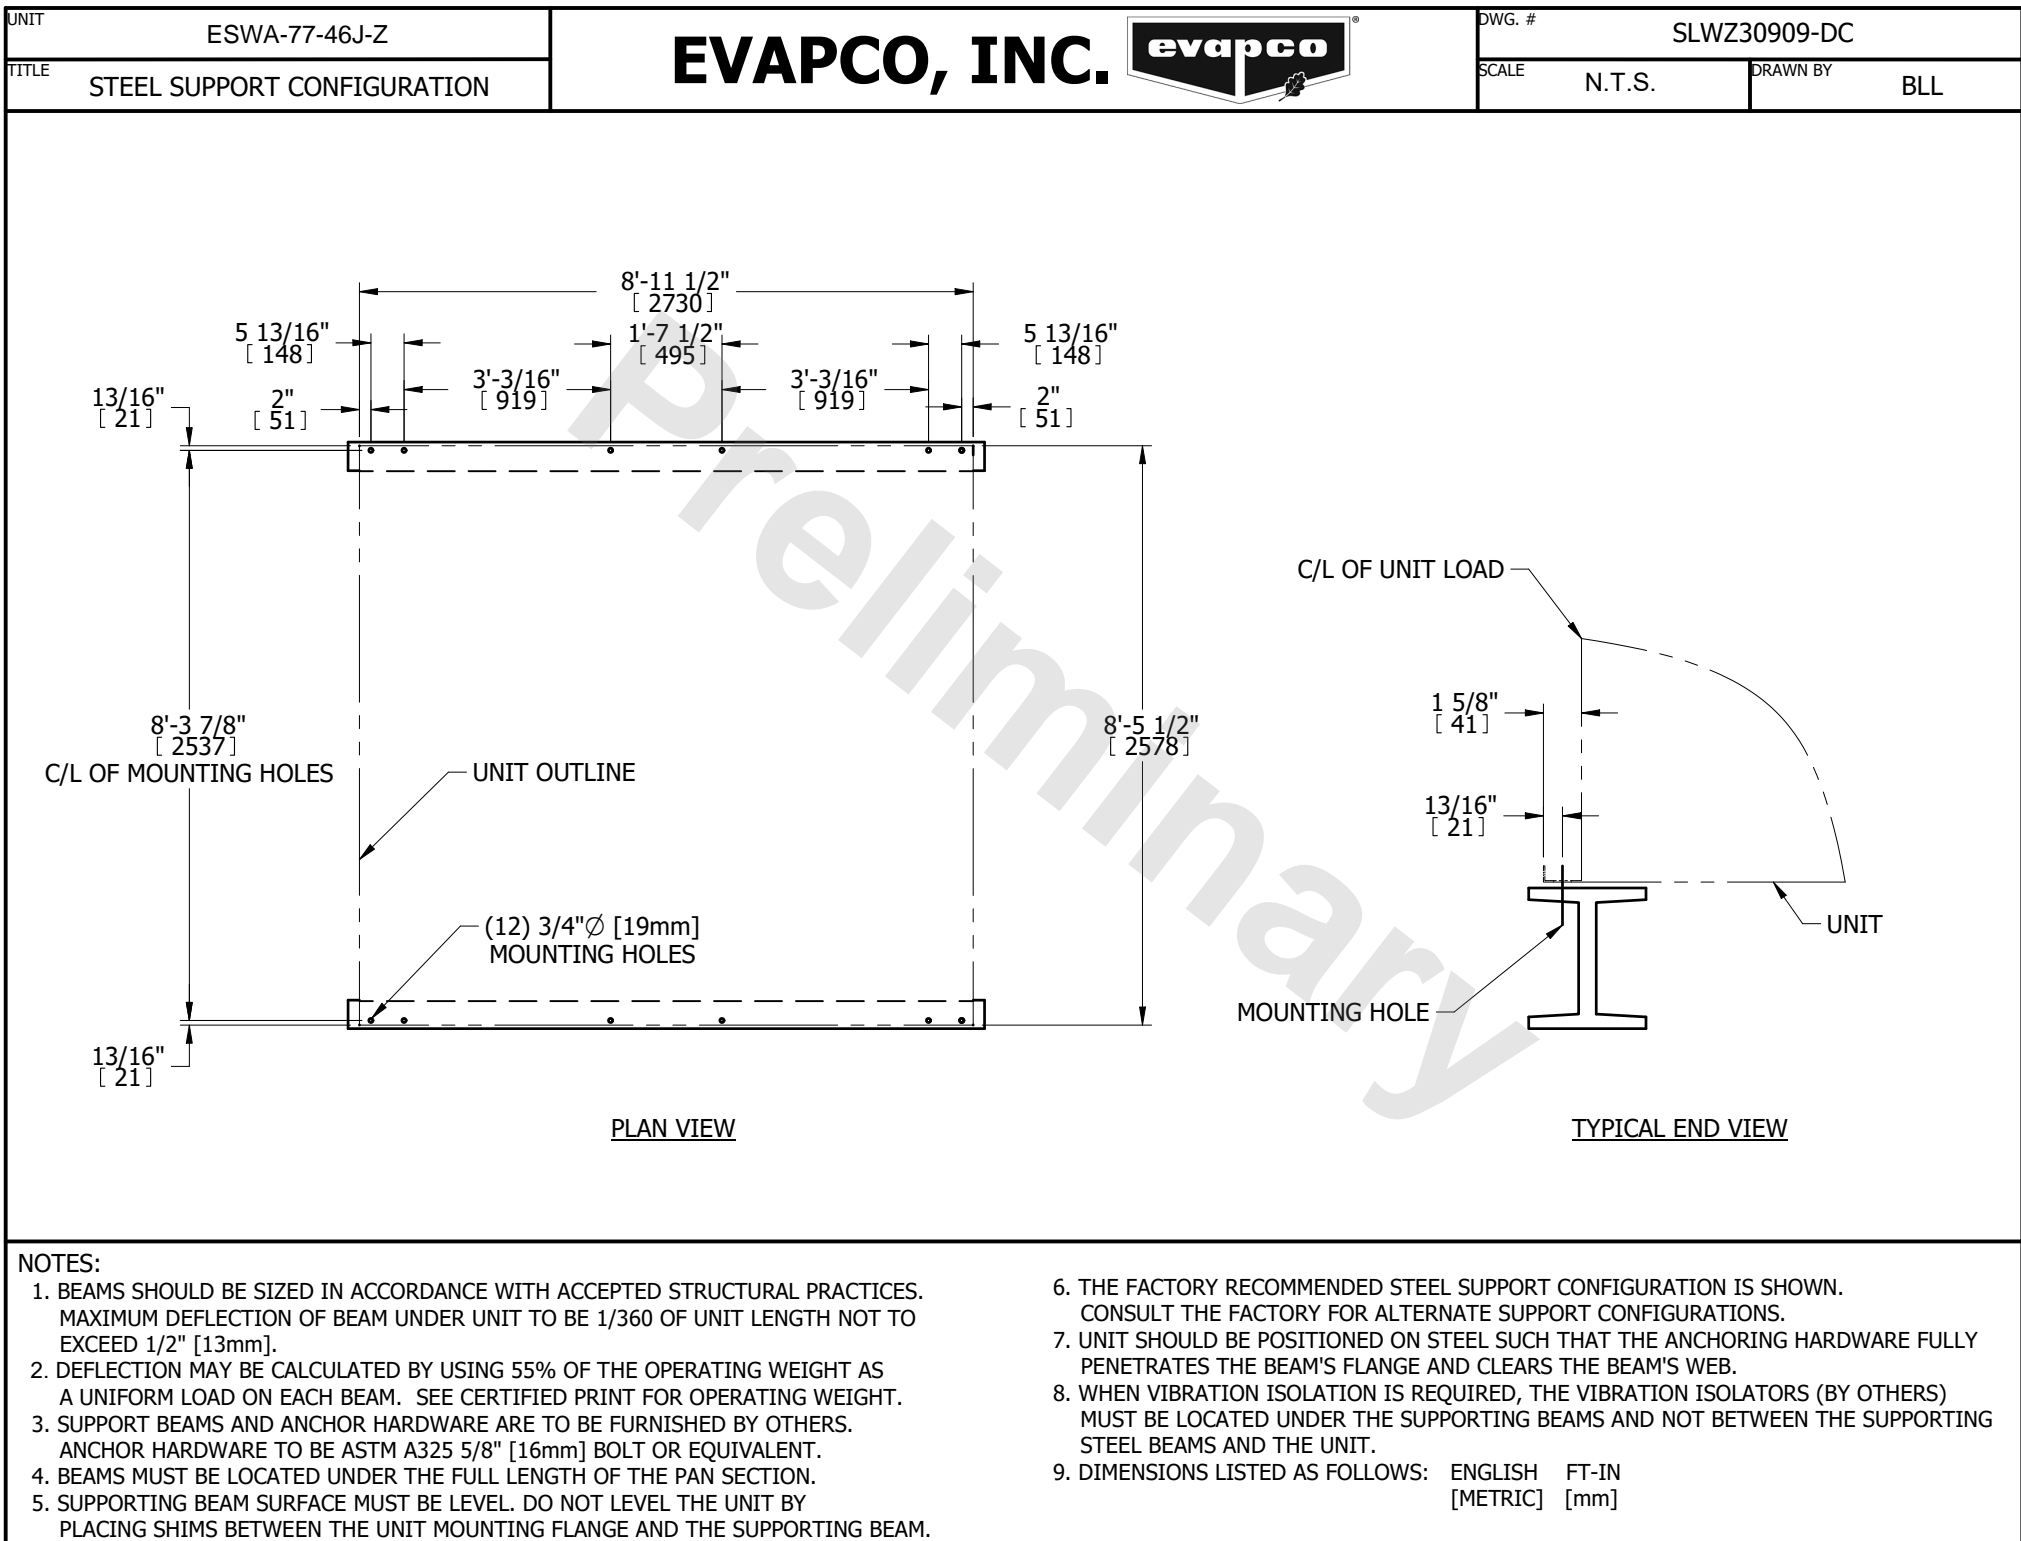 UNIT
ESWA-77-46J-Z
TITLE
STEEL SUPPORT CONFIGURATION
EVAPCO, INC.
evapco
®
DWG. #
SLWZ30909-DC
SCALE
N.T.S.
DRAWN BY
BLL
8'-11 1/2"
[ 2730]
5 13/16"
[ 148]
1'-7 1/2"
[ 495]
5 13/16"
[ 148]
3'-3/16"
[ 919]
3'-3/16"
[ 919]
13/16"
[ 21]
2"
[ 51]
2"
[ 51]
Preliminary
C/L OF UNIT LOAD
1 5/8"
[ 41]
8'-3 7/8"
[ 2537]
C/L OF MOUNTING HOLES
8'-5 1/2"
[ 2578]
UNIT OUTLINE
13/16"
[ 21]
(12) 3/4"∅ [19mm]
MOUNTING HOLES
UNIT
MOUNTING HOLE
13/16"
[ 21]
PLAN VIEW
TYPICAL END VIEW
NOTES:
1. BEAMS SHOULD BE SIZED IN ACCORDANCE WITH ACCEPTED STRUCTURAL PRACTICES.
MAXIMUM DEFLECTION OF BEAM UNDER UNIT TO BE 1/360 OF UNIT LENGTH NOT TO
EXCEED 1/2" [13mm].
2. DEFLECTION MAY BE CALCULATED BY USING 55% OF THE OPERATING WEIGHT AS
A UNIFORM LOAD ON EACH BEAM. SEE CERTIFIED PRINT FOR OPERATING WEIGHT.
3. SUPPORT BEAMS AND ANCHOR HARDWARE ARE TO BE FURNISHED BY OTHERS.
ANCHOR HARDWARE TO BE ASTM A325 5/8" [16mm] BOLT OR EQUIVALENT.
4. BEAMS MUST BE LOCATED UNDER THE FULL LENGTH OF THE PAN SECTION.
5. SUPPORTING BEAM SURFACE MUST BE LEVEL. DO NOT LEVEL THE UNIT BY
PLACING SHIMS BETWEEN THE UNIT MOUNTING FLANGE AND THE SUPPORTING BEAM.
6. THE FACTORY RECOMMENDED STEEL SUPPORT CONFIGURATION IS SHOWN.
CONSULT THE FACTORY FOR ALTERNATE SUPPORT CONFIGURATIONS.
7. UNIT SHOULD BE POSITIONED ON STEEL SUCH THAT THE ANCHORING HARDWARE FULLY
PENETRATES THE BEAM'S FLANGE AND CLEARS THE BEAM'S WEB.
8. WHEN VIBRATION ISOLATION IS REQUIRED, THE VIBRATION ISOLATORS (BY OTHERS)
MUST BE LOCATED UNDER THE SUPPORTING BEAMS AND NOT BETWEEN THE SUPPORTING
STEEL BEAMS AND THE UNIT.
9. DIMENSIONS LISTED AS FOLLOWS: ENGLISH FT-IN
[METRIC] [mm]